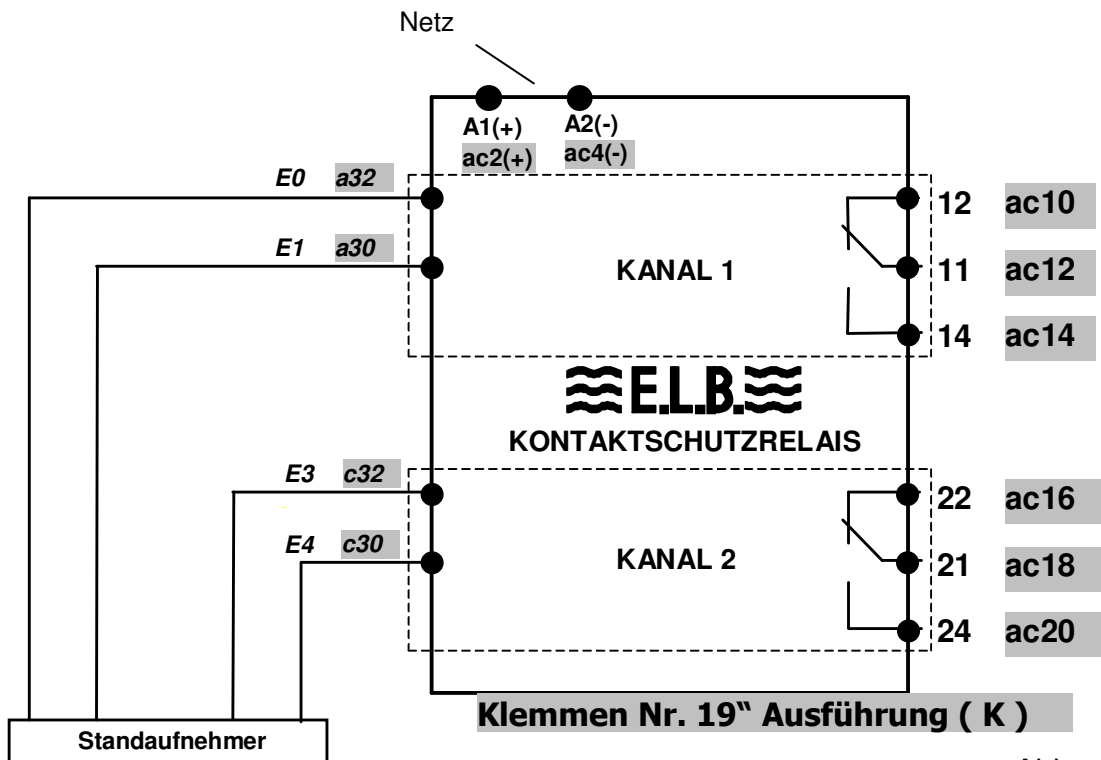 Netz
A1(+) A2(-)
ac2(+) ac4(-)
E0 a32
12 ac10
E1 a30
KANAL 1
11 ac12
14 ac14
E.L.B.
KONTAKTSCHUTZRELAIS
E3 c32
22 ac16
E4 c30
KANAL 2
21 ac18
24 ac20
Klemmen Nr. 19“ Ausführung ( K )
Standaufnehmer